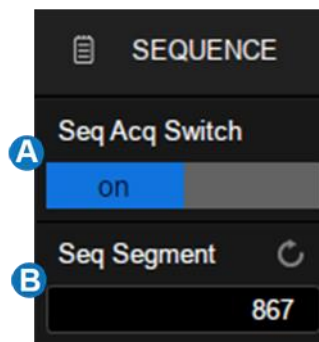 SEQUENCE
A
Seq Acq Switch
on
B
Seq Segment
867